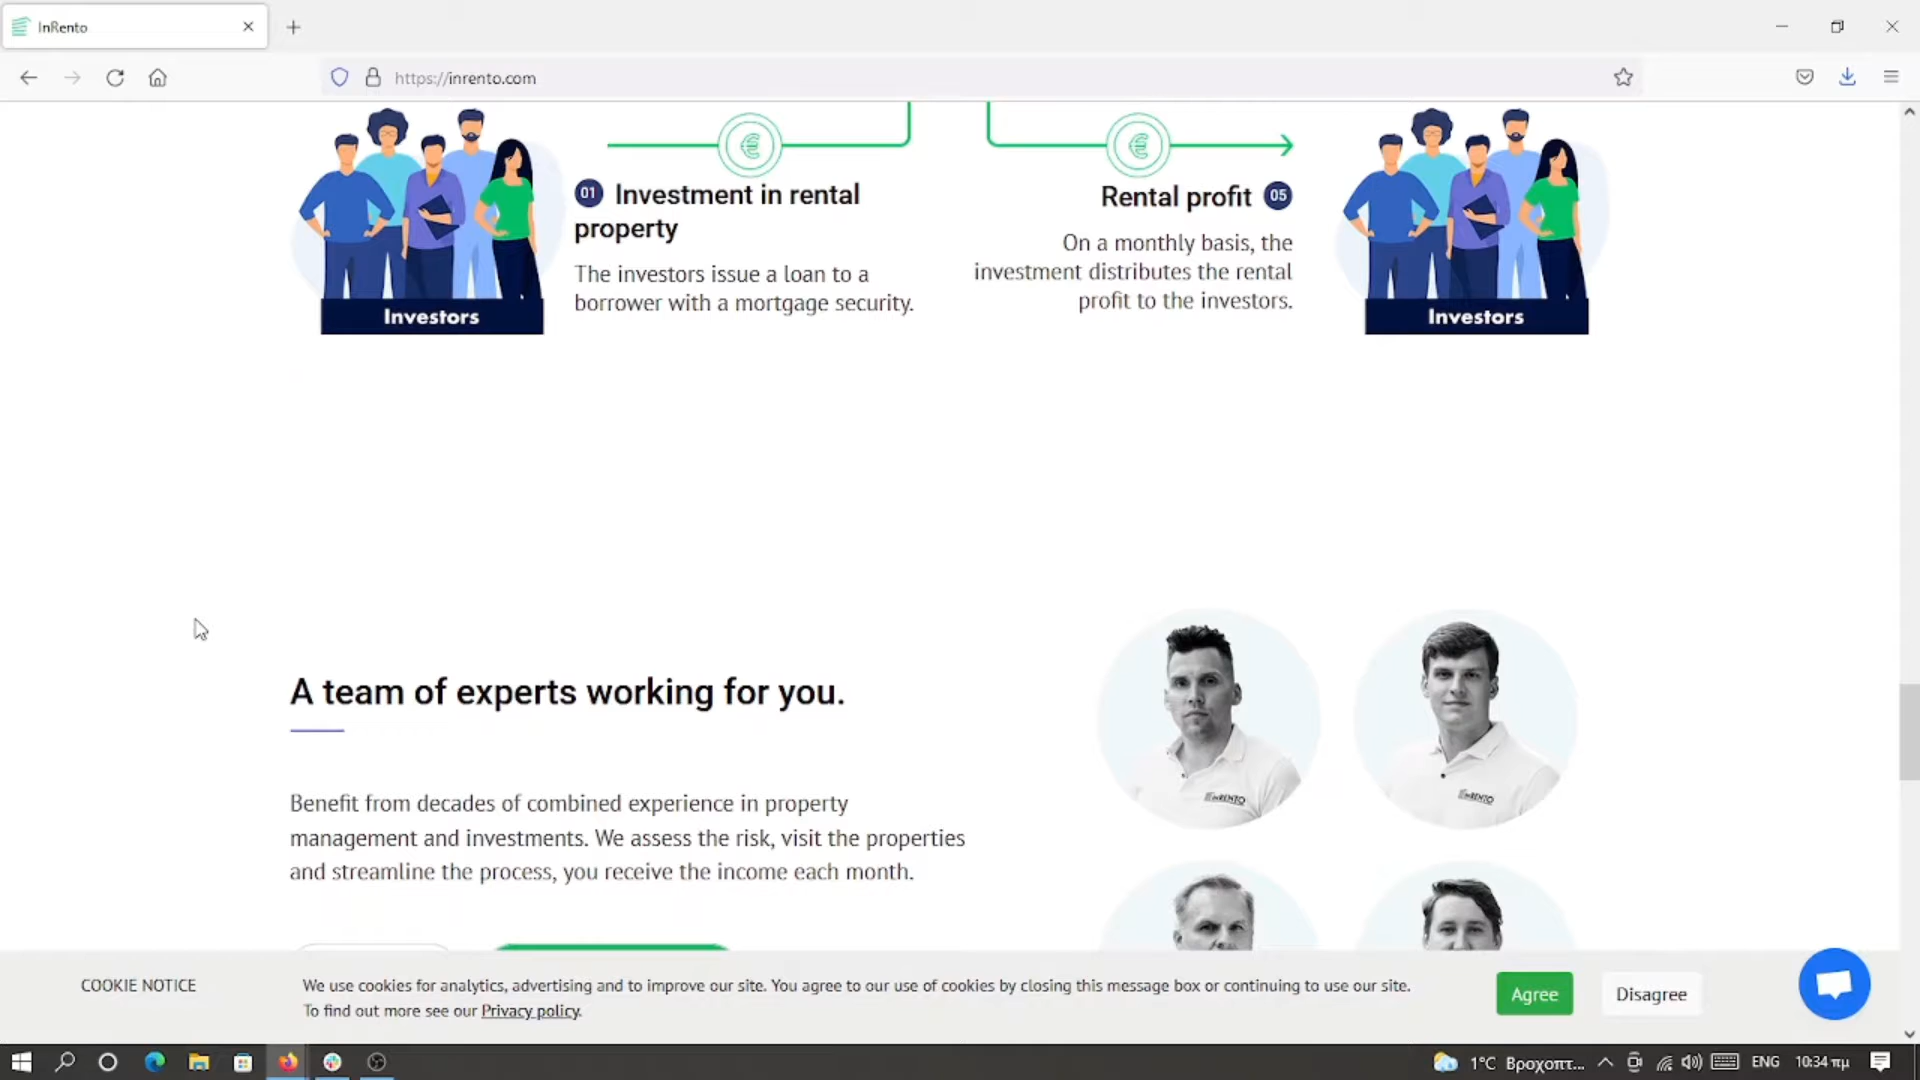 InRento
https://inrento.com
01 Investment in rental
property
The investors issue a loan to a
borrower with a mortgage security.
Investors
Rental profit 05
On a monthly basis, the
investment distributes the rental
profit to the investors.
Investors
A team of experts working for you.
Benefit from decades of combined experience in property
management and investments. We assess the risk, visit the properties
and streamline the process, you receive the income each month.
INRENTO
INRENTO
COOKIE NOTICE
We use cookies for analytics, advertising and to improve our site. You agree to our use of cookies by closing this message box or continuing to use our site.
To find out more see our Privacy policy.
Agree
Disagree
1°C Βροχοπτ...
ENG
10:34 πμ